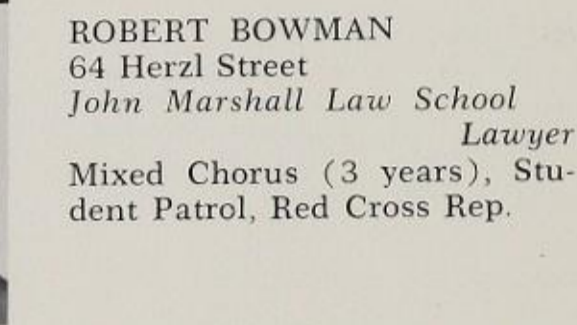 ROBERT BOWMAN
64 Herzl Street
John Marshall Law School
Lawyer
Mixed Chorus (3 years), Stu-
dent Patrol, Red Cross Rep.